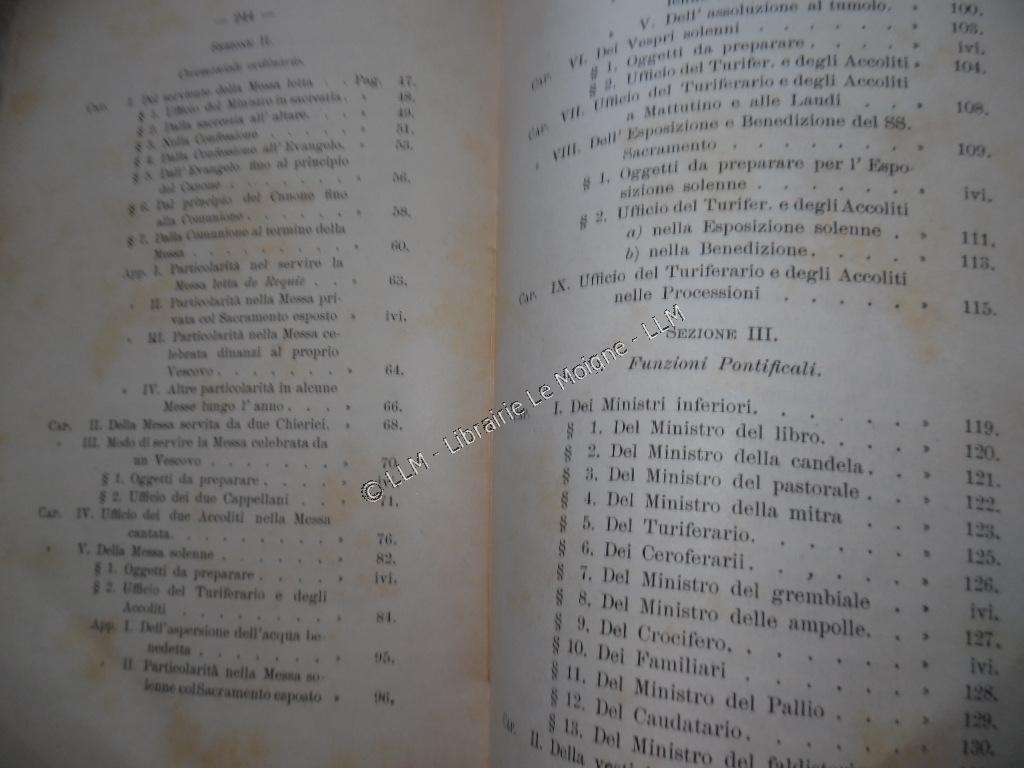 — 244 —
Sezione II.
Ceremoniale ordinario.
Cap. I. Del serviente della Messa letta . . Pag. 47.
§ 1. Ufficio del Ministro in sacrestia. » 48.
§ 2. Dalla sacrestia all' altare. . . » 49.
§ 3. Nella Confessione . . . . » 51.
§ 4. Dalla Confessione all' Evangelo. » 53.
§ 5. Dall' Evangelo fino al principio
del Canone . . . . . . » 56.
§ 6. Dal principio del Canone fino
alla Comunione . . . . . . » 58.
§ 7. Dalla Comunione al termine della
Messa . . . . . . . . » 60.
App. I. Particolarità nel servire la
Messa letta de Requie . . » 63.
» II. Particolarità nella Messa pri-
vata col Sacramento esposto » ivi.
» III. Particolarità nella Messa ce-
lebrata dinanzi al proprio
Vescovo . . . . . . » 64.
» IV. Altre particolarità in alcune
Messe lungo l' anno . . . » 66.
Cap. II. Della Messa servita da due Chierici. » 68.
» III. Modo di servire la Messa celebrata da
un Vescovo . . . . . . . » 70.
§ 1. Oggetti da preparare . . . . »
§ 2. Ufficio dei due Cappellani . . . » 71.
Cap. IV. Ufficio dei due Accoliti nella Messa
cantata. . . . . . . . . » 76.
» V. Della Messa solenne . . . . . » 82.
§ 1. Oggetti da preparare . . . . » ivi.
§ 2. Ufficio del Turiferario e degli
Accoliti . . . . . . . » 84.
App. I. Dell'aspersione dell'acqua be-
nedetta . . . . . . . » 95.
» II. Particolarità nella Messa so-
lenne col Sacramento esposto » 96.
» V. Dell' assoluzione al tumolo. » 100.
Cap. VI. Dei Vespri solenni . . . . » 103.
§ 1. Oggetti da preparare . . . . » ivi.
§ 2. Ufficio del Turifer. e degli Accoliti » 104.
Cap. VII. Ufficio del Turiferario e degli Accoliti
a Mattutino e alle Laudi . . . » 108.
» VIII. Dell' Esposizione e Benedizione del SS.
Sacramento . . . . . . . » 109.
§ 1. Oggetti da preparare per l' Espo-
sizione solenne . . . . . . » ivi.
§ 2. Ufficio del Turifer. e degli Accoliti
a) nella Esposizione solenne . » 111.
b) nella Benedizione . . . . » 113.
Cap. IX. Ufficio del Turiferario e degli Accoliti
nelle Processioni . . . . . » 115.
Sezione III.
Funzioni Pontificali.
I. Dei Ministri inferiori. . . . . . » 119.
§ 1. Del Ministro del libro. . . . » 120.
§ 2. Del Ministro della candela . . . » 121.
§ 3. Del Ministro del pastorale . . . » 122.
§ 4. Del Ministro della mitra . . . » 123.
§ 5. Del Turiferario. . . . . . » 125.
§ 6. Dei Ceroferarii . . . . . . » 126.
§ 7. Del Ministro del grembiale . . » ivi.
§ 8. Del Ministro delle ampolle. . . » 127.
§ 9. Del Crocifero. . . . . . . » ivi.
§ 10. Dei Familiari . . . . . . » 128.
§ 11. Del Ministro del Pallio . . . . » 129.
§ 12. Del Caudatario. . . . . . » 130.
§ 13. Del Ministro del
Cap. II. Della
© LLM - Librairie Le Moigne - LLM